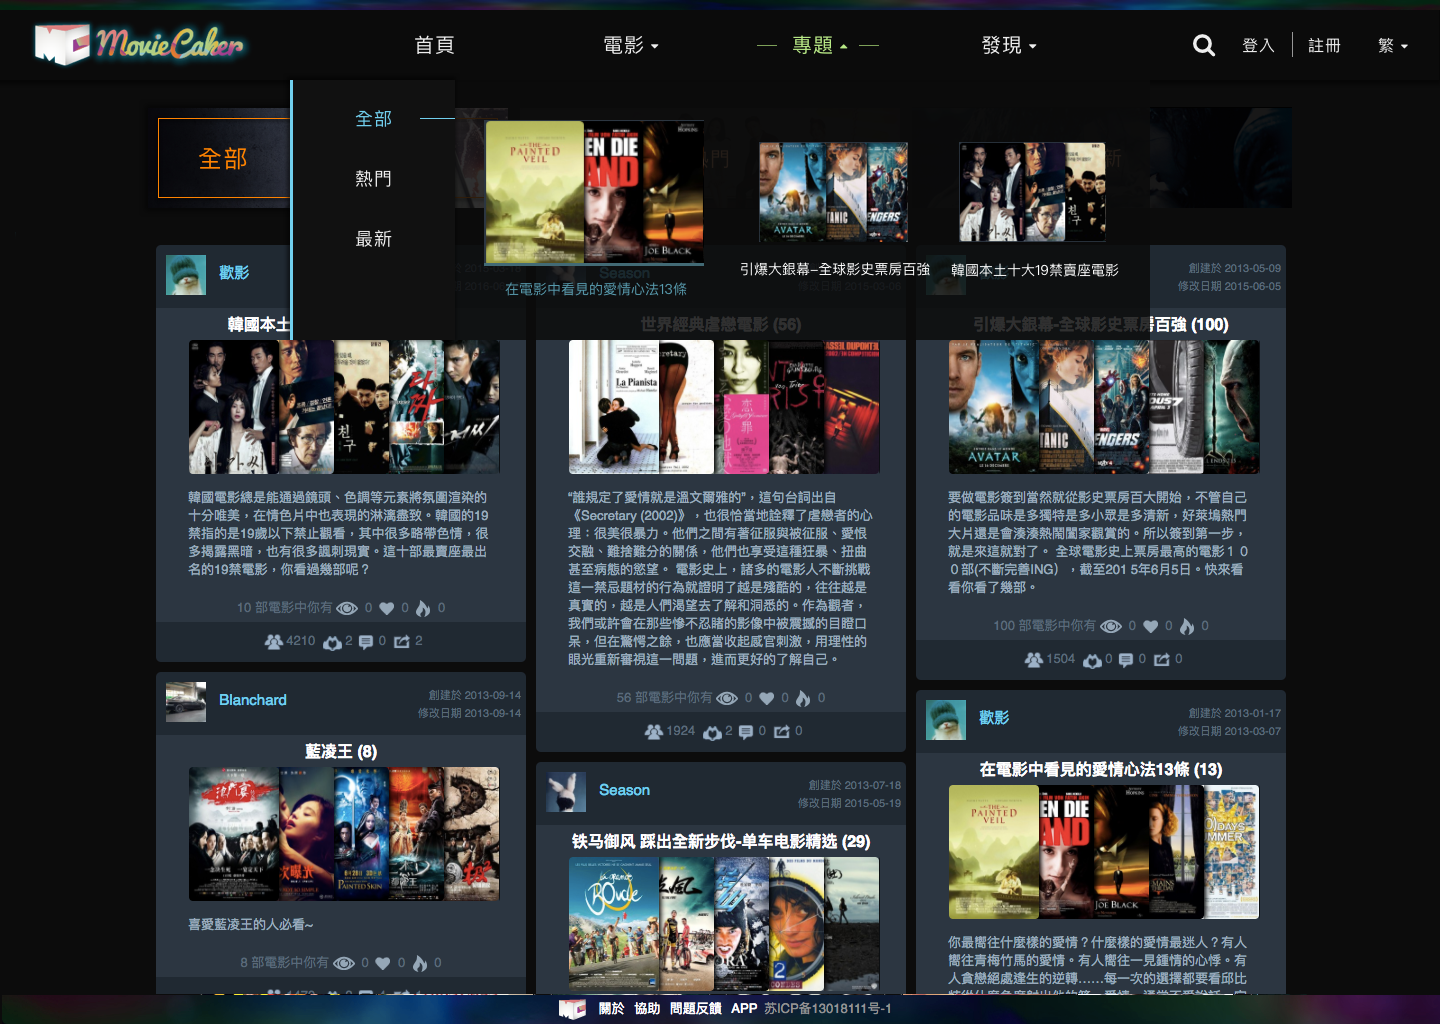 MovieCaker
首頁
電影
專題
發現
登入
註冊
繁
全部
全部
熱門
最新
THE PAINTED VEIL
JOE BLACK
AVATAR
TANIC
ENGERS
在電影中看見的愛情心法13條
引爆大銀幕-全球影史票房百強
韓國本土十大19禁賣座電影
歡影
韓國本土
韓國電影總是能通過鏡頭、色調等元素將氛圍渲染的
十分唯美，在情色片中也表現的淋漓盡致。韓國的19
禁指的是19歲以下禁止觀看，其中很多略帶色情，很
多揭露黑暗，也有很多諷刺現實。這十部最賣座最出
名的19禁電影，你看過幾部呢？
10 部電影中你有 0 0 0
4210 2 0 2
Blanchard
創建於 2013-09-14
修改日期 2013-09-14
藍凌王 (8)
PAINTED SKIN
喜愛藍凌王的人必看~
8 部電影中你有 0 0 0
Season
世界經典虐戀電影 (56)
La Pianista
“誰規定了愛情就是溫文爾雅的”，這句台詞出自
《Secretary (2002)》，也很恰當地詮釋了虐戀者的心
理：很美很暴力。他們之間有著征服與被征服、愛恨
交融、難捨難分的關係，他們也享受這種狂暴、扭曲
甚至病態的慾望。 電影史上，諸多的電影人不斷挑戰
這一禁忌題材的行為就證明了越是殘酷的，往往越是
真實的，越是人們渴望去了解和洞悉的。作為觀者，
我們或許會在那些慘不忍睹的影像中被震撼的目瞪口
呆，但在驚愕之餘，也應當收起感官刺激，用理性的
眼光重新審視這一問題，進而更好的了解自己。
56 部電影中你有 0 0 0
1924 2 0 0
Season
創建於 2013-07-18
修改日期 2015-05-19
铁马御风 踩出全新步伐-单车电影精选 (29)
創建於 2013-05-09
修改日期 2015-06-05
引爆大銀幕-全球影史票房百強 (100)
AVATAR
TANIC
ENGERS
要做電影簽到當然就從影史票房百大開始，不管自己
的電影品味是多獨特是多小眾是多清新，好萊塢熱門
大片還是會湊湊熱鬧闔家觀賞的。所以簽到第一步，
就是來這就對了。 全球電影史上票房最高的電影１０
０部(不斷完善ING) ，截至201 5年6月5日。快來看
看你看了幾部。
100 部電影中你有 0 0 0
1504 0 0 0
歡影
創建於 2013-01-17
修改日期 2013-03-07
在電影中看見的愛情心法13條 (13)
THE PAINTED VEIL
JOE BLACK
你最嚮往什麼樣的愛情？什麼樣的愛情最迷人？有人
嚮往青梅竹馬的愛情。有人嚮往一見鍾情的心悸。有
人貪戀絕處逢生的逆轉……每一次的選擇都要看邱比
關於 協助 問題反饋 APP 苏ICP备13018111号-1